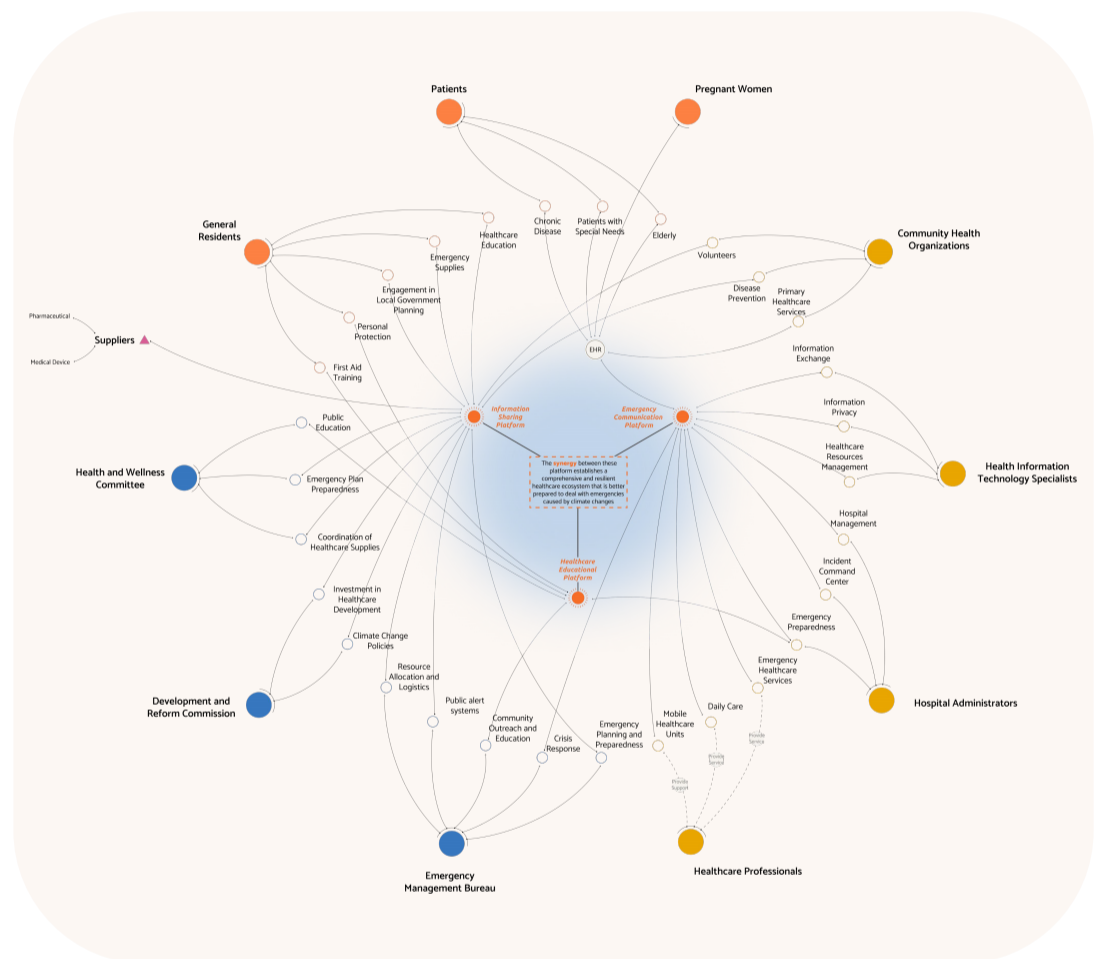 Patients
Pregnant Women
General
Residents
Healthcare
Education
Chronic
Disease
Patients with
Special Needs
Elderly
Community Health
Organizations
Emergency
Supplies
Volunteers
Engagement in
Local Government
Planning
Disease
Prevention
Primary
Healthcare
Services
Personal
Protection
Pharmaceutical
Suppliers
Medical Device
First Aid
Training
EHR
Information
Exchange
Information
Sharing
Platform
Emergency
Communication
Platform
Information
Privacy
Public
Education
Healthcare
Resources
Management
Health and Wellness
Committee
Emergency Plan
Preparedness
The synergy between these
platform establishes a
comprehensive and resilient
healthcare ecosystem that is better
prepared to deal with emergencies
caused by climate changes
Health Information
Technology Specialists
Coordination of
Healthcare Supplies
Hospital
Management
Healthcare
Educational
Platform
Incident
Command
Center
Investment in
Healthcare
Development
Emergency
Preparedness
Climate Change
Policies
Resource
Allocation and
Logistics
Emergency
Healthcare
Services
Development and
Reform Commission
Public alert
systems
Community
Outreach and
Education
Crisis
Response
Emergency
Planning and
Preparedness
Mobile
Healthcare
Units
Daily Care
Hospital Administrators
Provide
Service
Provide
Service
Provide
Support
Emergency
Management Bureau
Healthcare Professionals